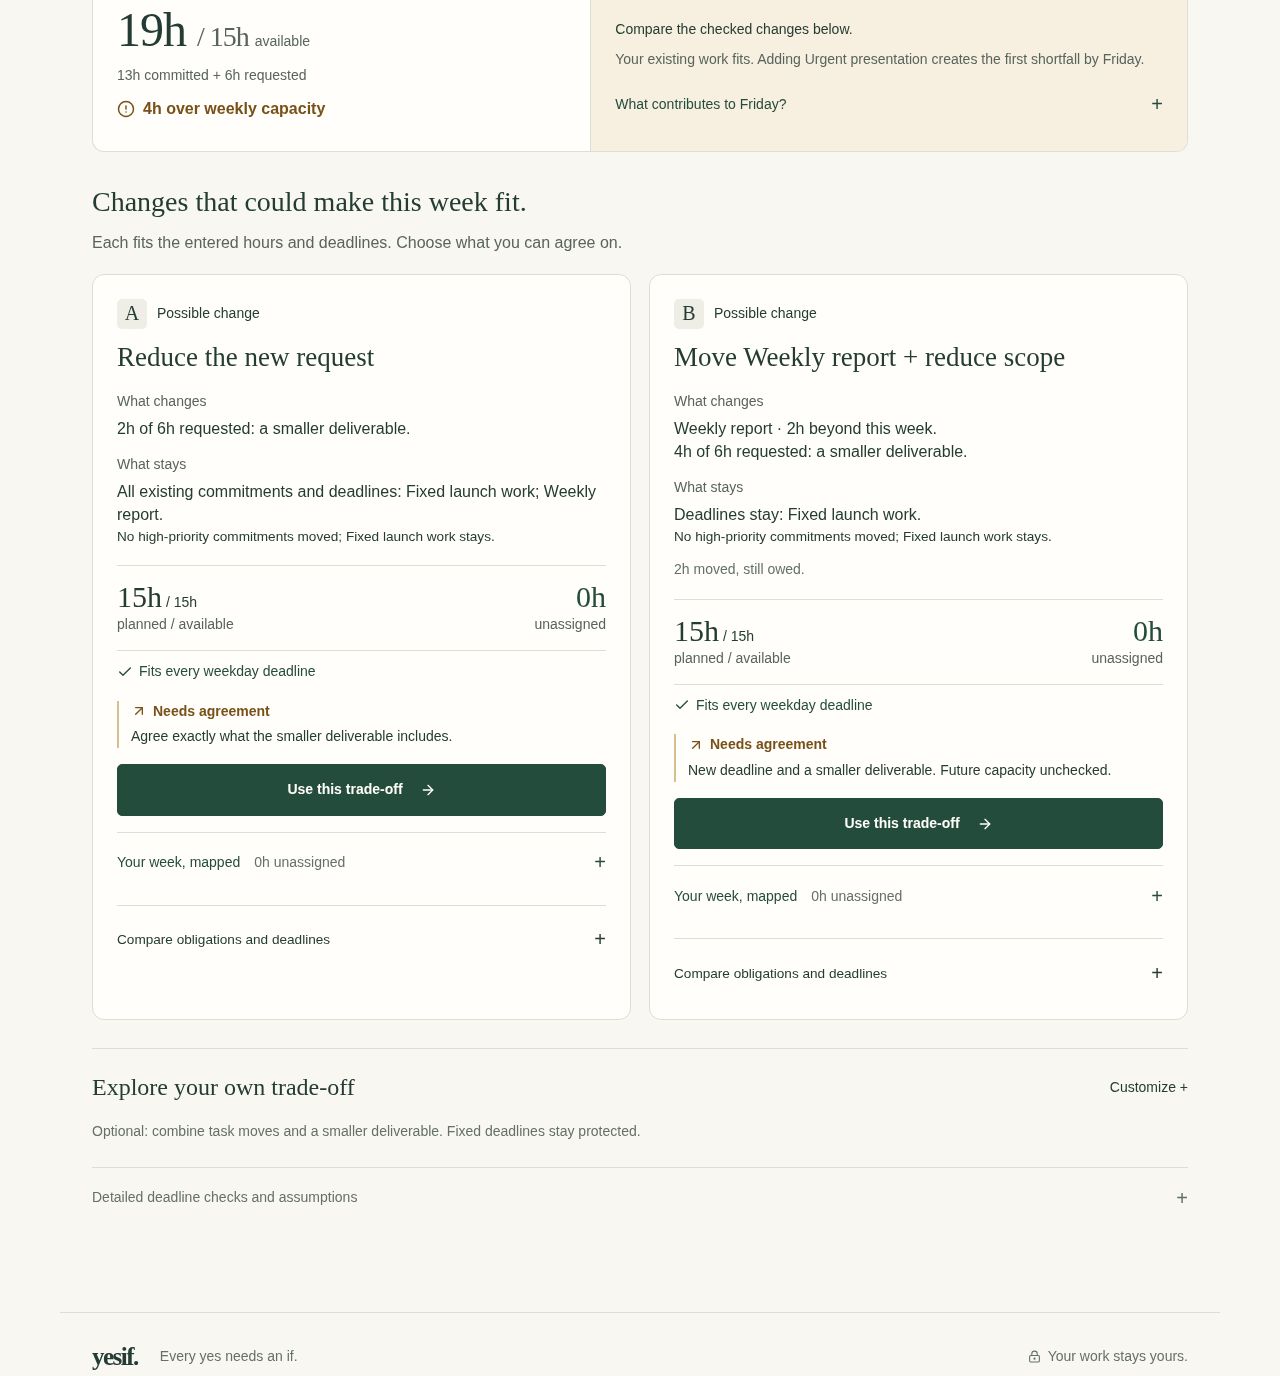 19h / 15h available
13h committed + 6h requested
4h over weekly capacity
Compare the checked changes below.
Your existing work fits. Adding Urgent presentation creates the first shortfall by Friday.
What contributes to Friday? +
Changes that could make this week fit.
Each fits the entered hours and deadlines. Choose what you can agree on.
A Possible change
Reduce the new request
What changes
2h of 6h requested: a smaller deliverable.
What stays
All existing commitments and deadlines: Fixed launch work; Weekly
report.
No high-priority commitments moved; Fixed launch work stays.
15h / 15h 0h
planned / available unassigned
Fits every weekday deadline
Needs agreement
Agree exactly what the smaller deliverable includes.
Use this trade-off
Your week, mapped 0h unassigned +
Compare obligations and deadlines +
B Possible change
Move Weekly report + reduce scope
What changes
Weekly report · 2h beyond this week.
4h of 6h requested: a smaller deliverable.
What stays
Deadlines stay: Fixed launch work.
No high-priority commitments moved; Fixed launch work stays.
2h moved, still owed.
15h / 15h 0h
planned / available unassigned
Fits every weekday deadline
Needs agreement
New deadline and a smaller deliverable. Future capacity unchecked.
Use this trade-off
Your week, mapped 0h unassigned +
Compare obligations and deadlines +
Explore your own trade-off Customize +
Optional: combine task moves and a smaller deliverable. Fixed deadlines stay protected.
Detailed deadline checks and assumptions +
yesif. Every yes needs an if. Your work stays yours.